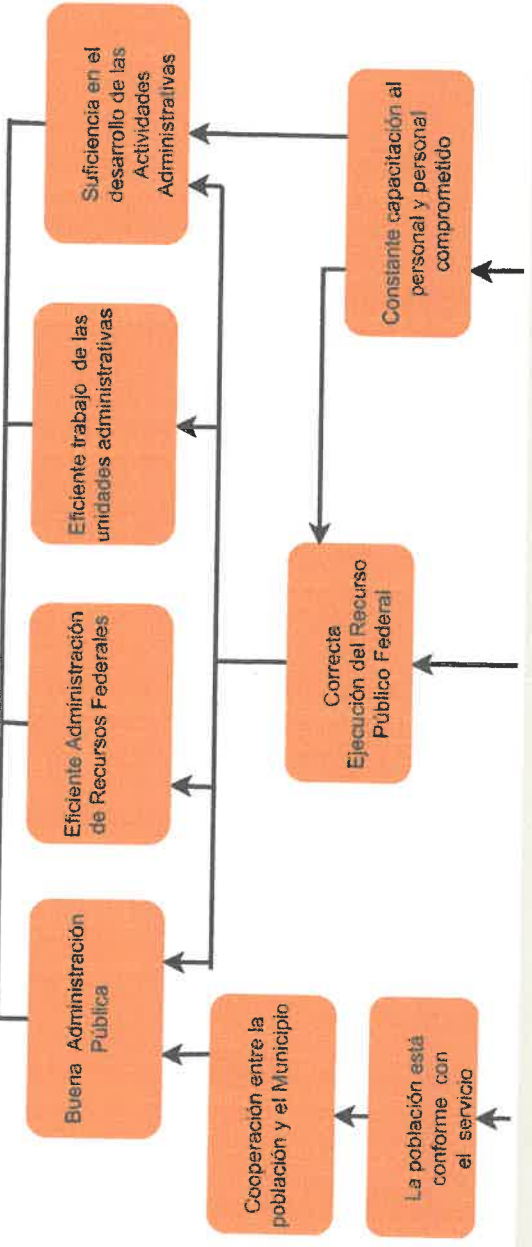 Buena Administración
Pública
Eficiente Administración
de Recursos Federales
Eficiente trabajo de las
unidades administrativas
Suficiencia en el
desarrollo de las
Actividades
Administrativas
Cooperación entre la
población y el Municipio
La población está
conforme con
el servicio
Correcta
Ejecución del Recurso
Público Federal
Constante capacitación al
personal y personal
comprometido